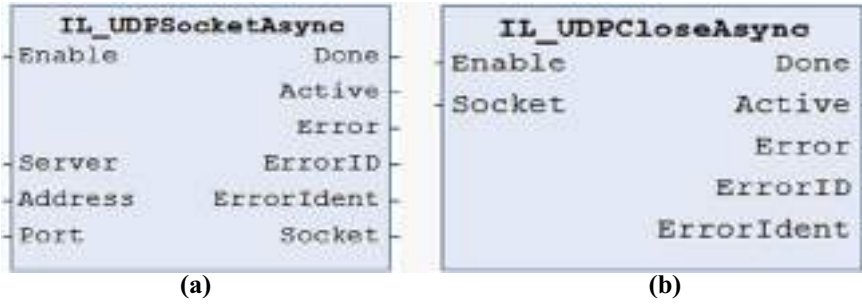 IL_UDPSocketAsync
Enable Done
Active
Error
Server ErrorID
Address ErrorIdent
Port Socket
(a)
IL_UDPCloseAsync
Enable Done
Socket Active
Error
ErrorID
ErrorIdent
(b)